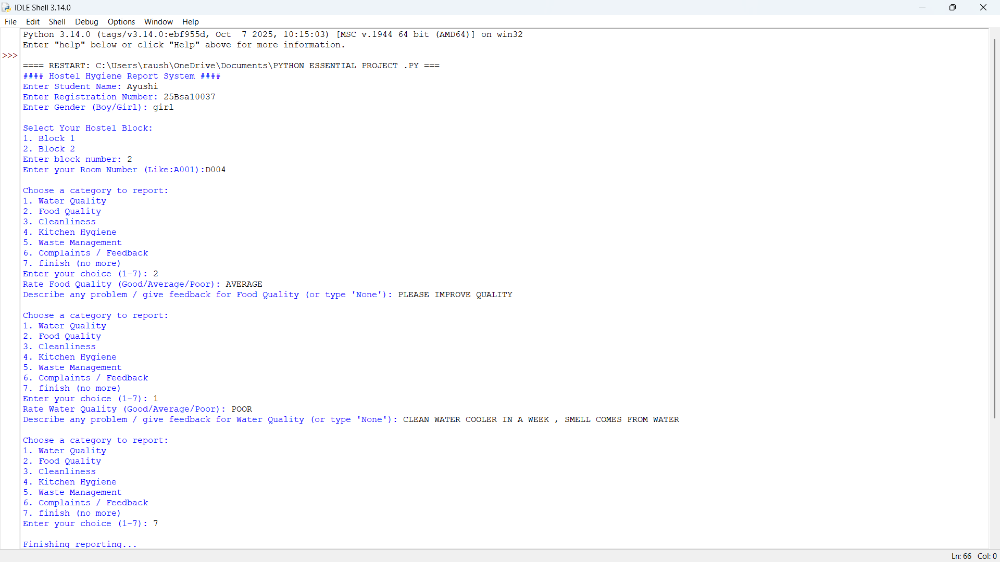 IDLE Shell 3.14.0
File Edit Shell Debug Options Window Help
Python 3.14.0 (tags/v3.14.0:ebf955d, Oct  7 2025, 10:15:03) [MSC v.1944 64 bit (AMD64)] on win32
Enter "help" below or click "Help" above for more information.
>>>
==== RESTART: C:\Users\raush\OneDrive\Documents\PYTHON ESSENTIAL PROJECT .PY ===
#### Hostel Hygiene Report System ####
Enter Student Name: Ayushi
Enter Registration Number: 25Bsa10037
Enter Gender (Boy/Girl): girl
Select Your Hostel Block:
1. Block 1
2. Block 2
Enter block number: 2
Enter your Room Number (Like:A001):D004
Choose a category to report:
1. Water Quality
2. Food Quality
3. Cleanliness
4. Kitchen Hygiene
5. Waste Management
6. Complaints / Feedback
7. finish (no more)
Enter your choice (1-7): 2
Rate Food Quality (Good/Average/Poor): AVERAGE
Describe any problem / give feedback for Food Quality (or type 'None'): PLEASE IMPROVE QUALITY
Choose a category to report:
1. Water Quality
2. Food Quality
3. Cleanliness
4. Kitchen Hygiene
5. Waste Management
6. Complaints / Feedback
7. finish (no more)
Enter your choice (1-7): 1
Rate Water Quality (Good/Average/Poor): POOR
Describe any problem / give feedback for Water Quality (or type 'None'): CLEAN WATER COOLER IN A WEEK , SMELL COMES FROM WATER
Choose a category to report:
1. Water Quality
2. Food Quality
3. Cleanliness
4. Kitchen Hygiene
5. Waste Management
6. Complaints / Feedback
7. finish (no more)
Enter your choice (1-7): 7
Finishing reporting...
Ln: 66 Col: 0